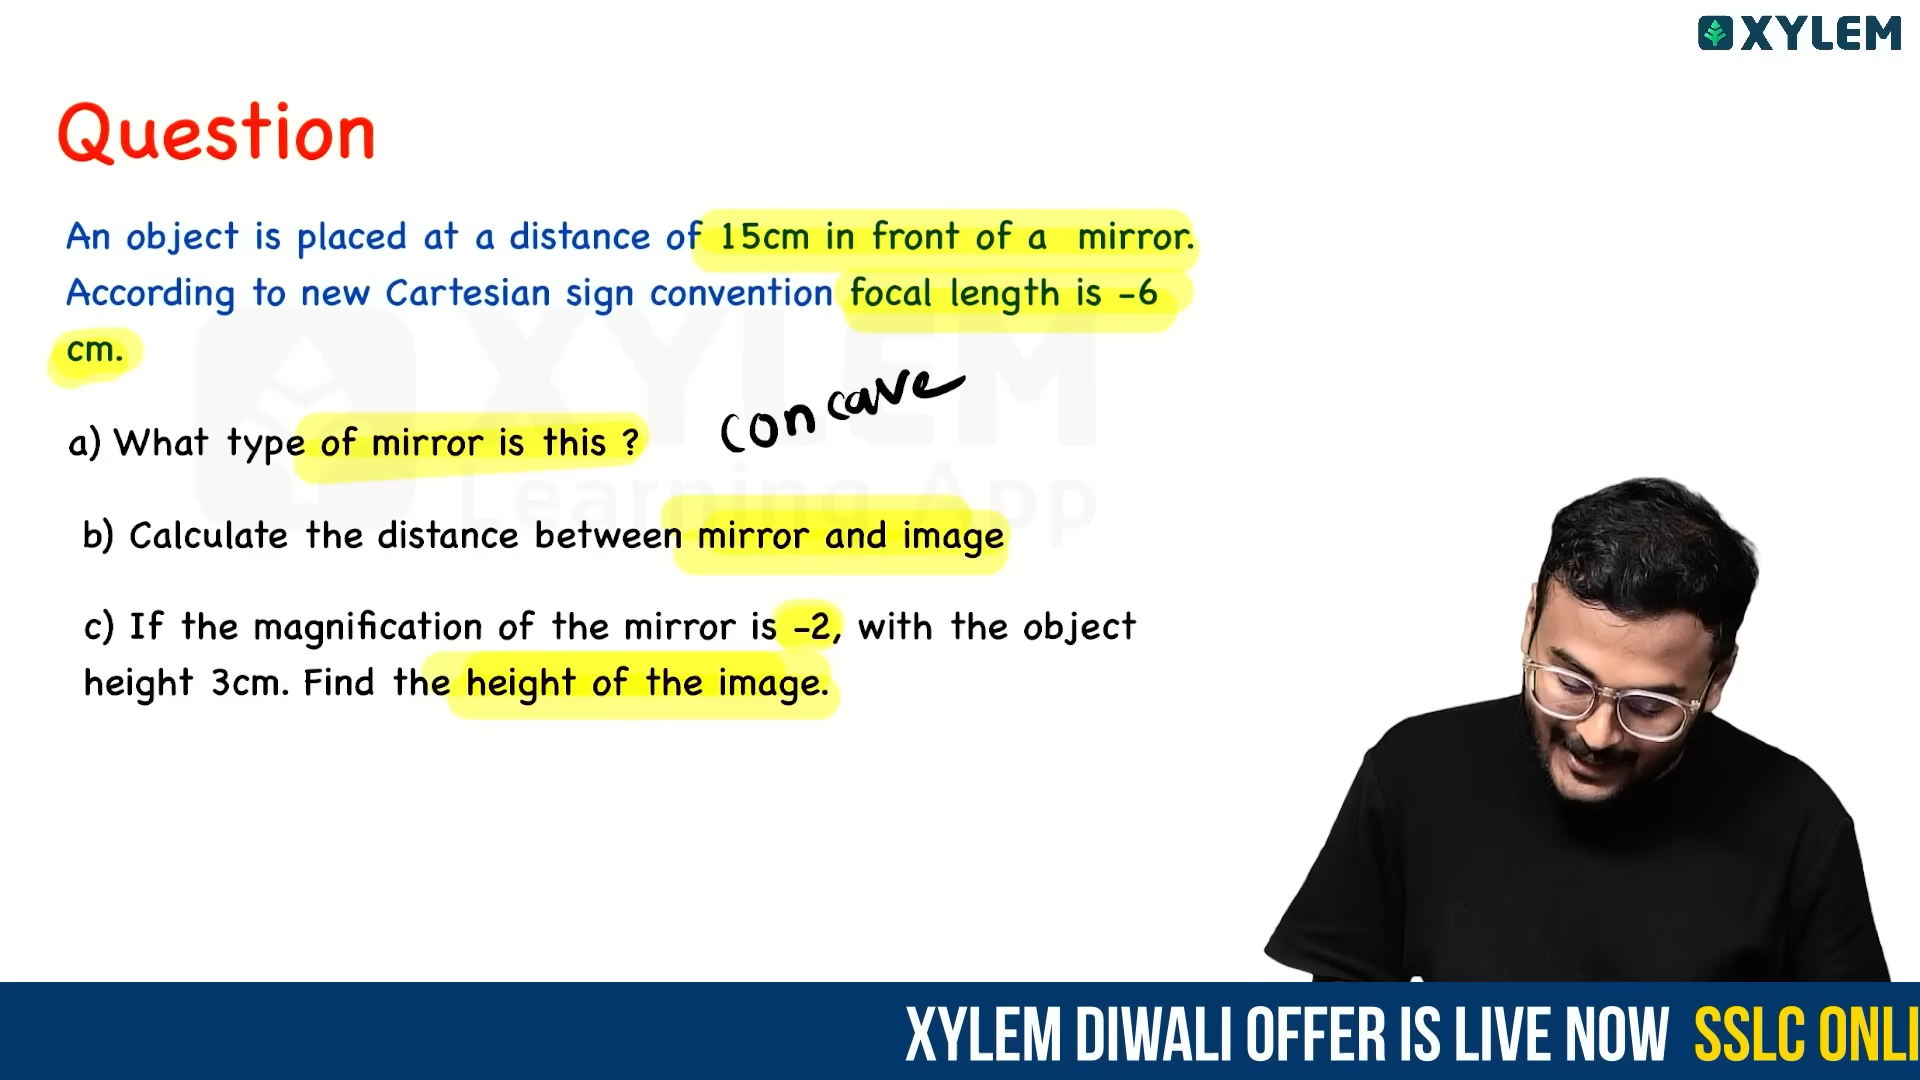 XYLEM
Question
An object is placed at a distance of 15cm in front of a mirror.
According to new Cartesian sign convention focal length is -6
cm.
concave
a) What type of mirror is this ?
XYLEM
Learning App
b) Calculate the distance between mirror and image
c) If the magnification of the mirror is -2, with the object
height 3cm. Find the height of the image.
XYLEM DIWALI OFFER IS LIVE NOW SSLC ONLI